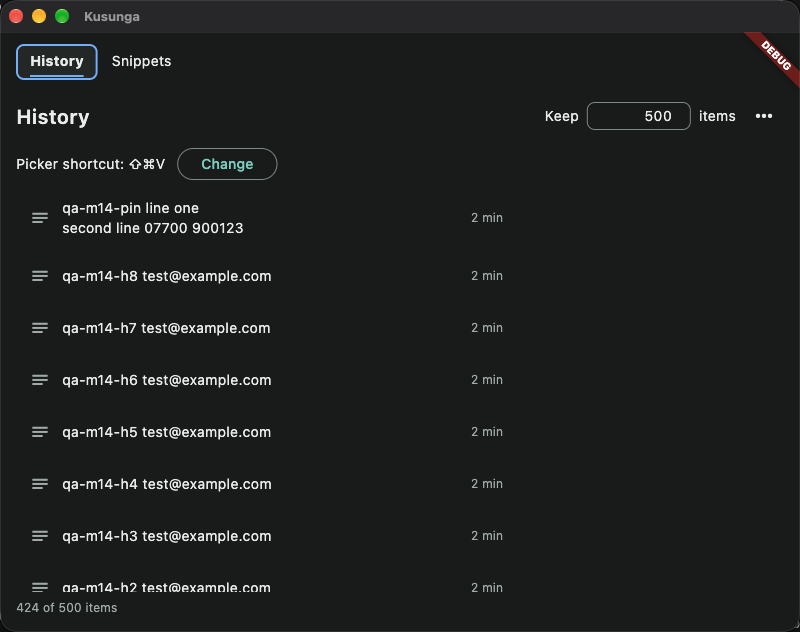 Kusunga
DEBUG
History Snippets
History Keep 500 items •••
Picker shortcut: ⇧⌘V Change
qa-m14-pin line one
second line 07700 900123 2 min
qa-m14-h8 test@example.com 2 min
qa-m14-h7 test@example.com 2 min
qa-m14-h6 test@example.com 2 min
qa-m14-h5 test@example.com 2 min
qa-m14-h4 test@example.com 2 min
qa-m14-h3 test@example.com 2 min
qa-m14-h2 test@example.com 2 min
424 of 500 items